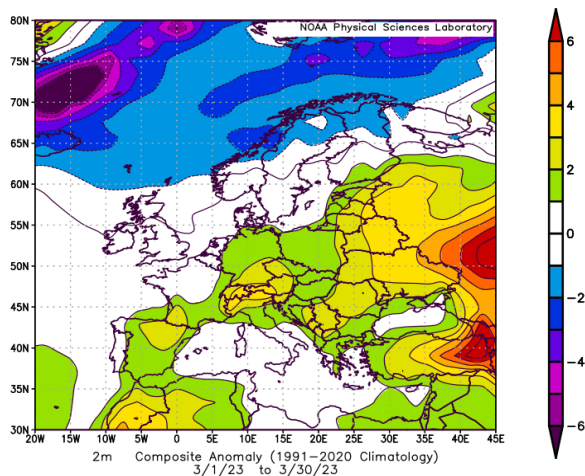 NOAA Physical Sciences Laboratory
80N
75N
70N
65N
60N
55N
50N
45N
40N
35N
30N
20W 15W 10W 5W 0 5E 10E 15E 20E 25E 30E 35E 40E 45E
2m Composite Anomaly (1991-2020 Climatology)
3/1/23 to 3/30/23
6
4
2
0
-2
-4
-6